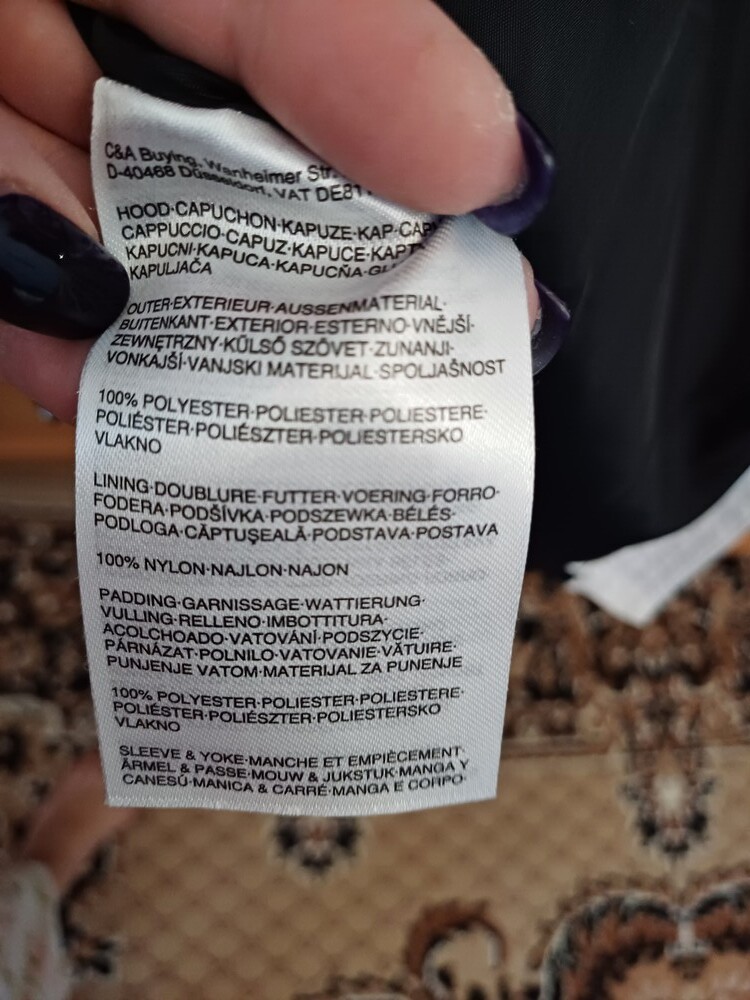 C&A Buying, Wanheimer Str.
D-40468 Düsseldorf, VAT DE81
HOOD·CAPUCHON·KAPUZE·KAP·CAP
CAPPUCCIO·CAPUZ·KAPUCE·KAPT
KAPUCNI·KAPUCA·KAPUCŇA·GL
KAPULJAČA
OUTER·EXTERIEUR·AUSSENMATERIAL·
BUITENKANT·EXTERIOR·ESTERNO·VNĚJŠÍ·
ZEWNĘTRZNY·KÜLSŐ SZÖVET·ZUNANJI·
VONKAJŠÍ·VANJSKI MATERIJAL·SPOLJAŠNOST
100% POLYESTER·POLIESTER·POLIESTERE·
POLIÉSTER·POLIÉSZTER·POLIESTERSKO
VLAKNO
LINING·DOUBLURE·FUTTER·VOERING·FORRO·
FODERA·PODŠÍVKA·PODSZEWKA·BÉLÉS·
PODLOGA·CĂPTUŞEALĂ·PODSTAVA·POSTAVA
100% NYLON·NAJLON·NAJON
PADDING·GARNISSAGE·WATTIERUNG·
VULLING·RELLENO·IMBOTTITURA·
ACOLCHOADO·VATOVÁNÍ·PODSZYCIE·
PÁRNÁZAT·POLNILO·VATOVANIE·VĂTUIRE·
PUNJENJE VATOM·MATERIJAL ZA PUNENJE
100% POLYESTER·POLIESTER·POLIESTERE·
POLIÉSTER·POLIÉSZTER·POLIESTERSKO
VLAKNO
SLEEVE & YOKE·MANCHE ET EMPIÈCEMENT·
ÄRMEL & PASSE·MOUW & JUKSTUK·MANGA Y
CANESÚ·MANICA & CARRÉ·MANGA E CORPO·